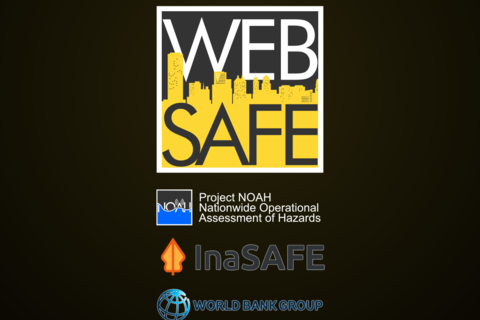 WEB
SAFE
NOAH
Project NOAH
Nationwide Operational
Assessment of Hazards
InaSAFE
WORLD BANK GROUP